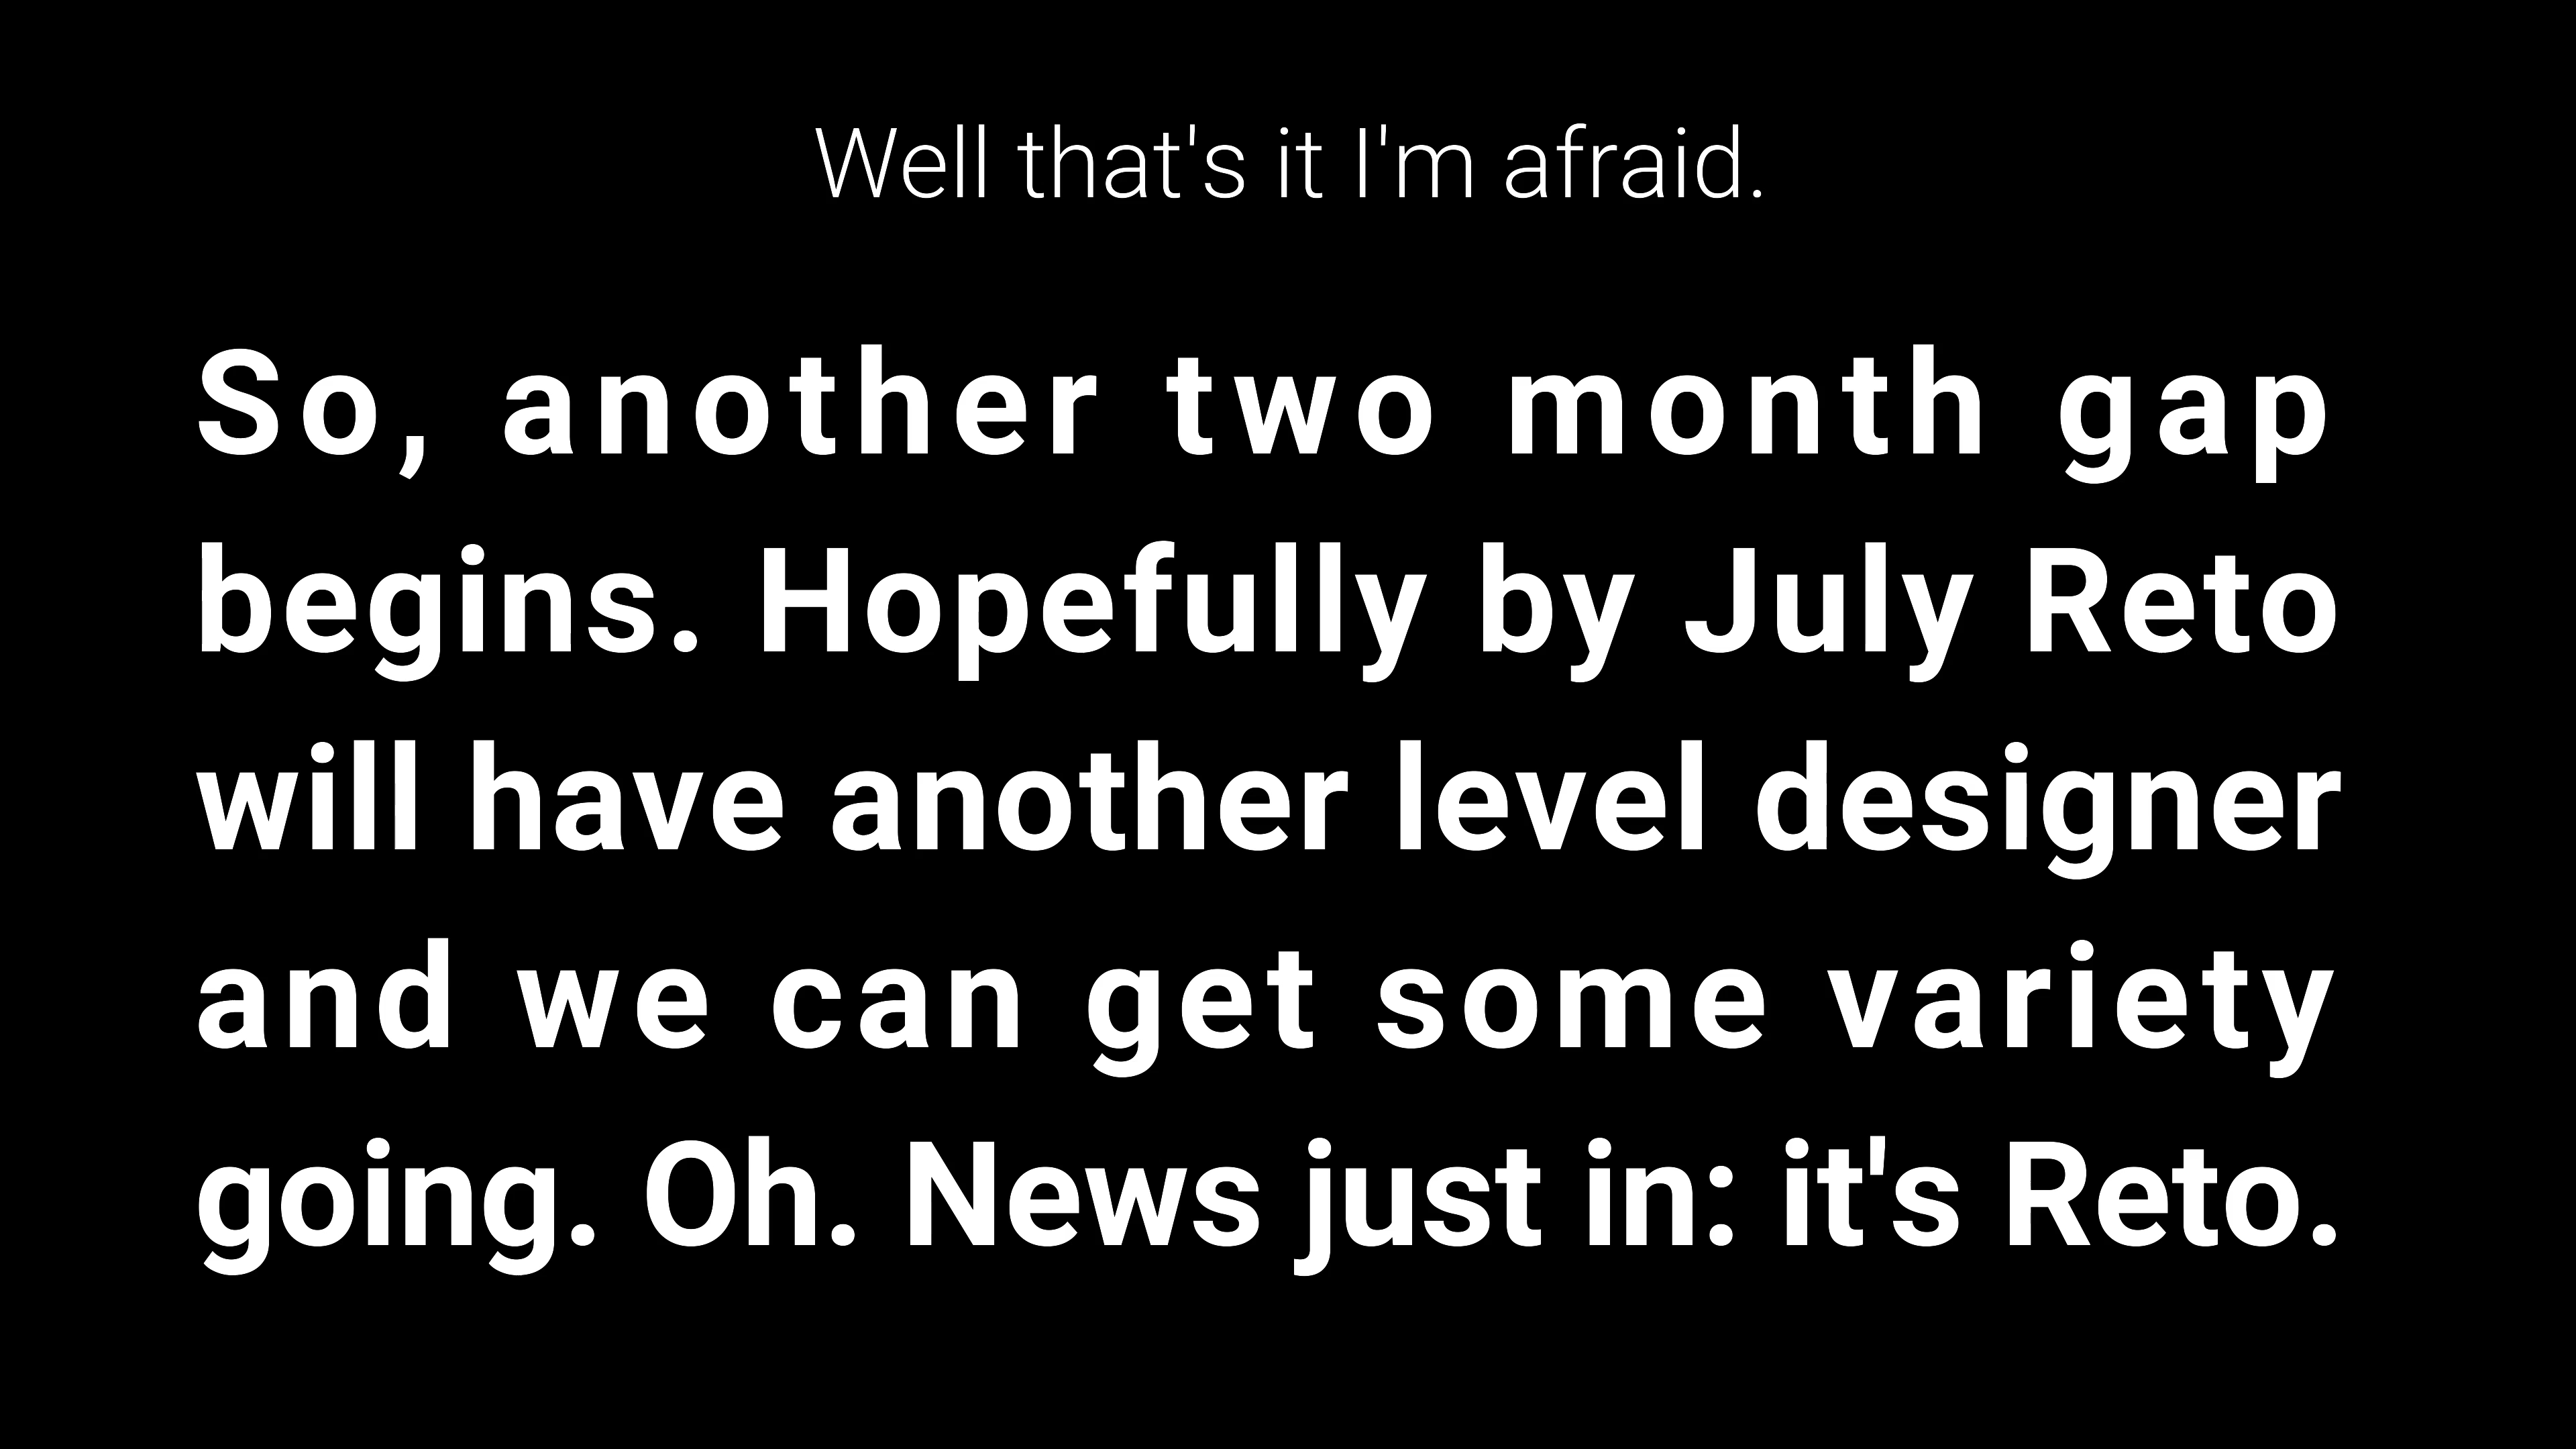 Well that's it I'm afraid.
So, another two month gap
begins. Hopefully by July Reto
will have another level designer
and we can get some variety
going. Oh. News just in: it's Reto.